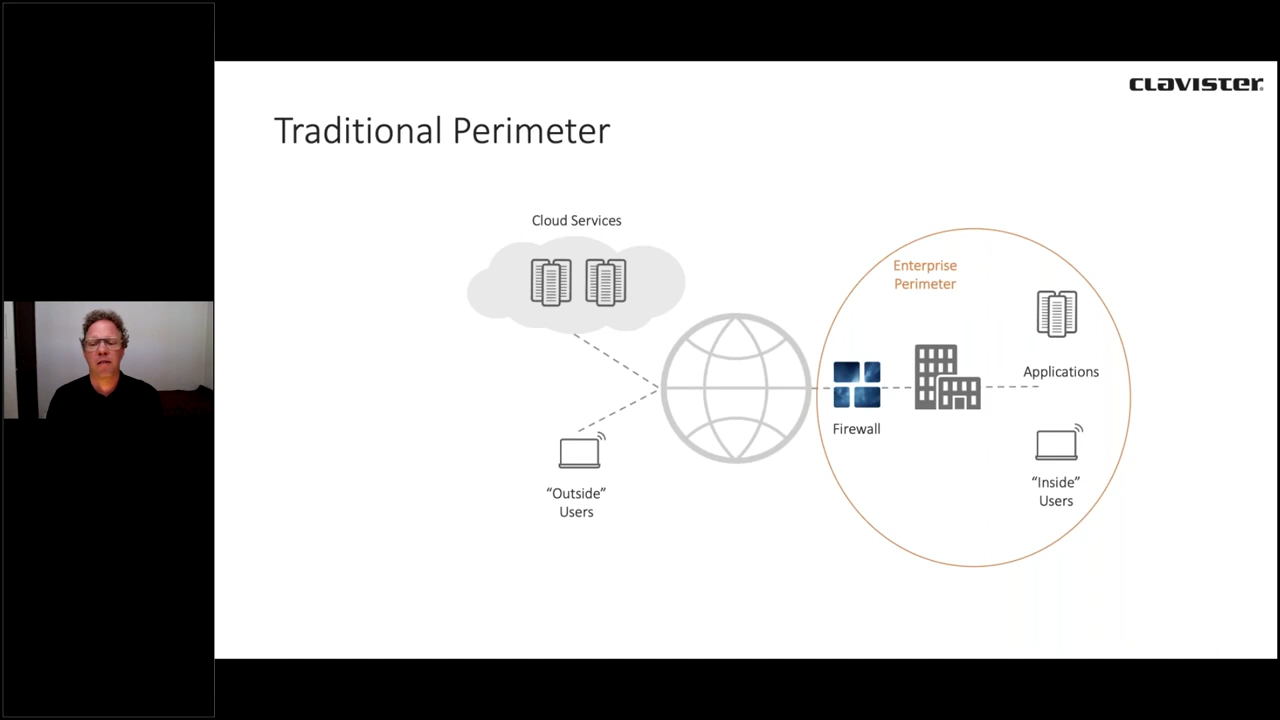 CLAVISTER
Traditional Perimeter
Cloud Services
Enterprise
Perimeter
Applications
Firewall
“Outside”
Users
“Inside”
Users